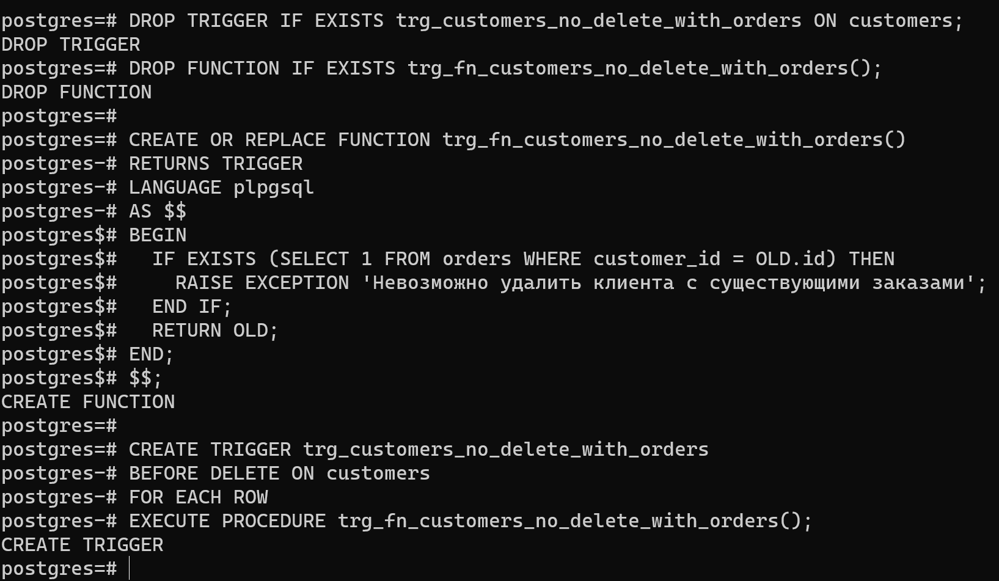 postgres=# DROP TRIGGER IF EXISTS trg_customers_no_delete_with_orders ON customers;
DROP TRIGGER
postgres=# DROP FUNCTION IF EXISTS trg_fn_customers_no_delete_with_orders();
DROP FUNCTION
postgres=#
postgres=# CREATE OR REPLACE FUNCTION trg_fn_customers_no_delete_with_orders()
postgres-# RETURNS TRIGGER
postgres-# LANGUAGE plpgsql
postgres-# AS $$
postgres$# BEGIN
postgres$#   IF EXISTS (SELECT 1 FROM orders WHERE customer_id = OLD.id) THEN
postgres$#     RAISE EXCEPTION 'Невозможно удалить клиента с существующими заказами';
postgres$#   END IF;
postgres$#   RETURN OLD;
postgres$# END;
postgres$# $$;
CREATE FUNCTION
postgres=#
postgres=# CREATE TRIGGER trg_customers_no_delete_with_orders
postgres-# BEFORE DELETE ON customers
postgres-# FOR EACH ROW
postgres-# EXECUTE PROCEDURE trg_fn_customers_no_delete_with_orders();
CREATE TRIGGER
postgres=#